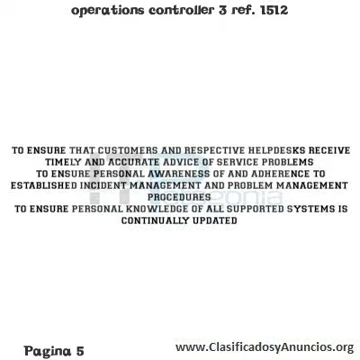 operations controller 3 ref. 1512
TO ENSURE THAT CUSTOMERS AND RESPECTIVE HELPDESKS RECEIVE
TIMELY AND ACCURATE ADVICE OF SERVICE PROBLEMS
TO ENSURE PERSONAL AWARENESS OF AND ADHERENCE TO
ESTABLISHED INCIDENT MANAGEMENT AND PROBLEM MANAGEMENT
PROCEDURES
TO ENSURE PERSONAL KNOWLEDGE OF ALL SUPPORTED SYSTEMS IS
CONTINUALLY UPDATED
Pagina 5
www.ClasificadosyAnuncios.org